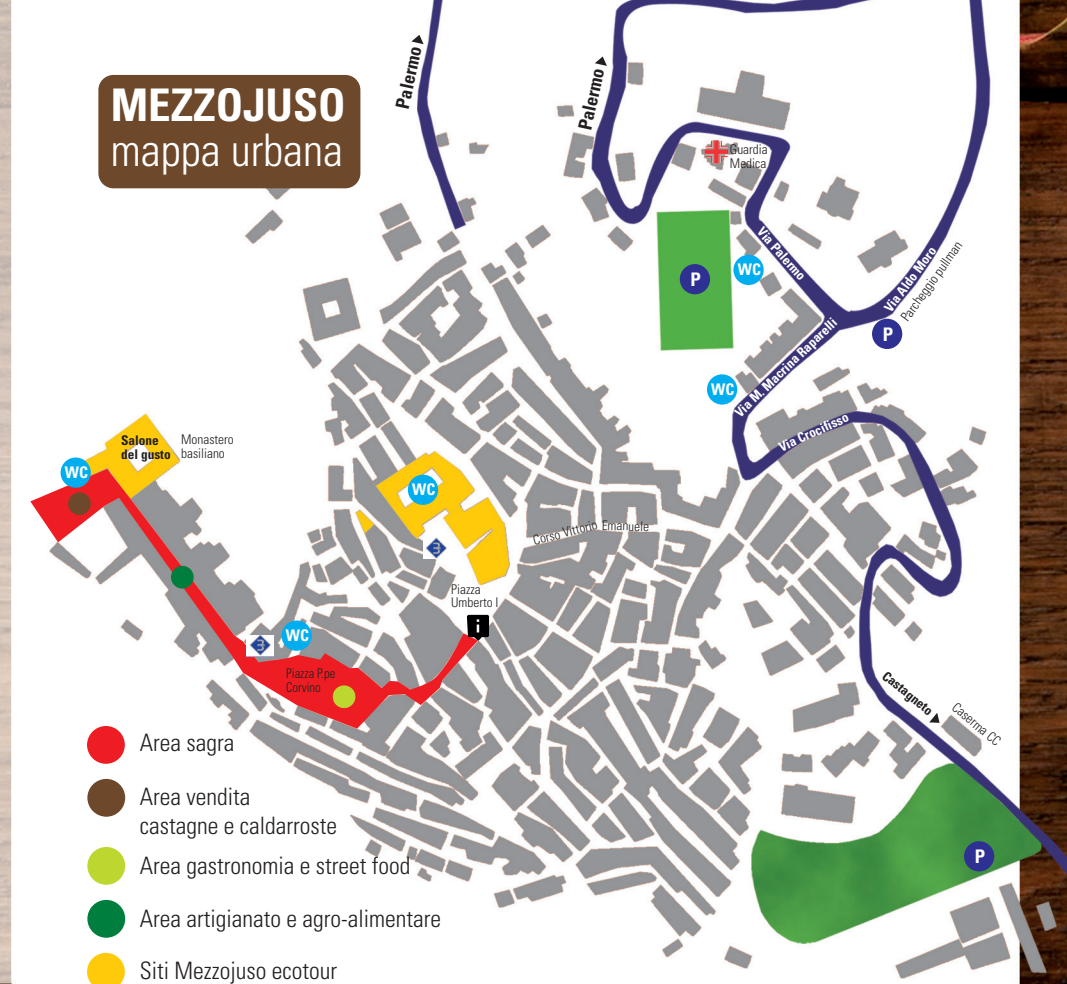 MEZZOJUSO
mappa urbana
Palermo
Palermo
Guardia
Medica
P
WC
Via Palermo
Via Aldo Moro
Parcheggio pullman
P
WC
Via M. Macrina Raparelli
Via Crocifisso
Salone
del gusto
Monastero
basiliano
WC
WC
Corso Vittorio Emanuele
Piazza
Umberto I
i
WC
Piazza P.pe
Corvino
Castagneto
Caserma CC
P
Area sagra
Area vendita
castagne e caldarroste
Area gastronomia e street food
Area artigianato e agro-alimentare
Siti Mezzojuso ecotour